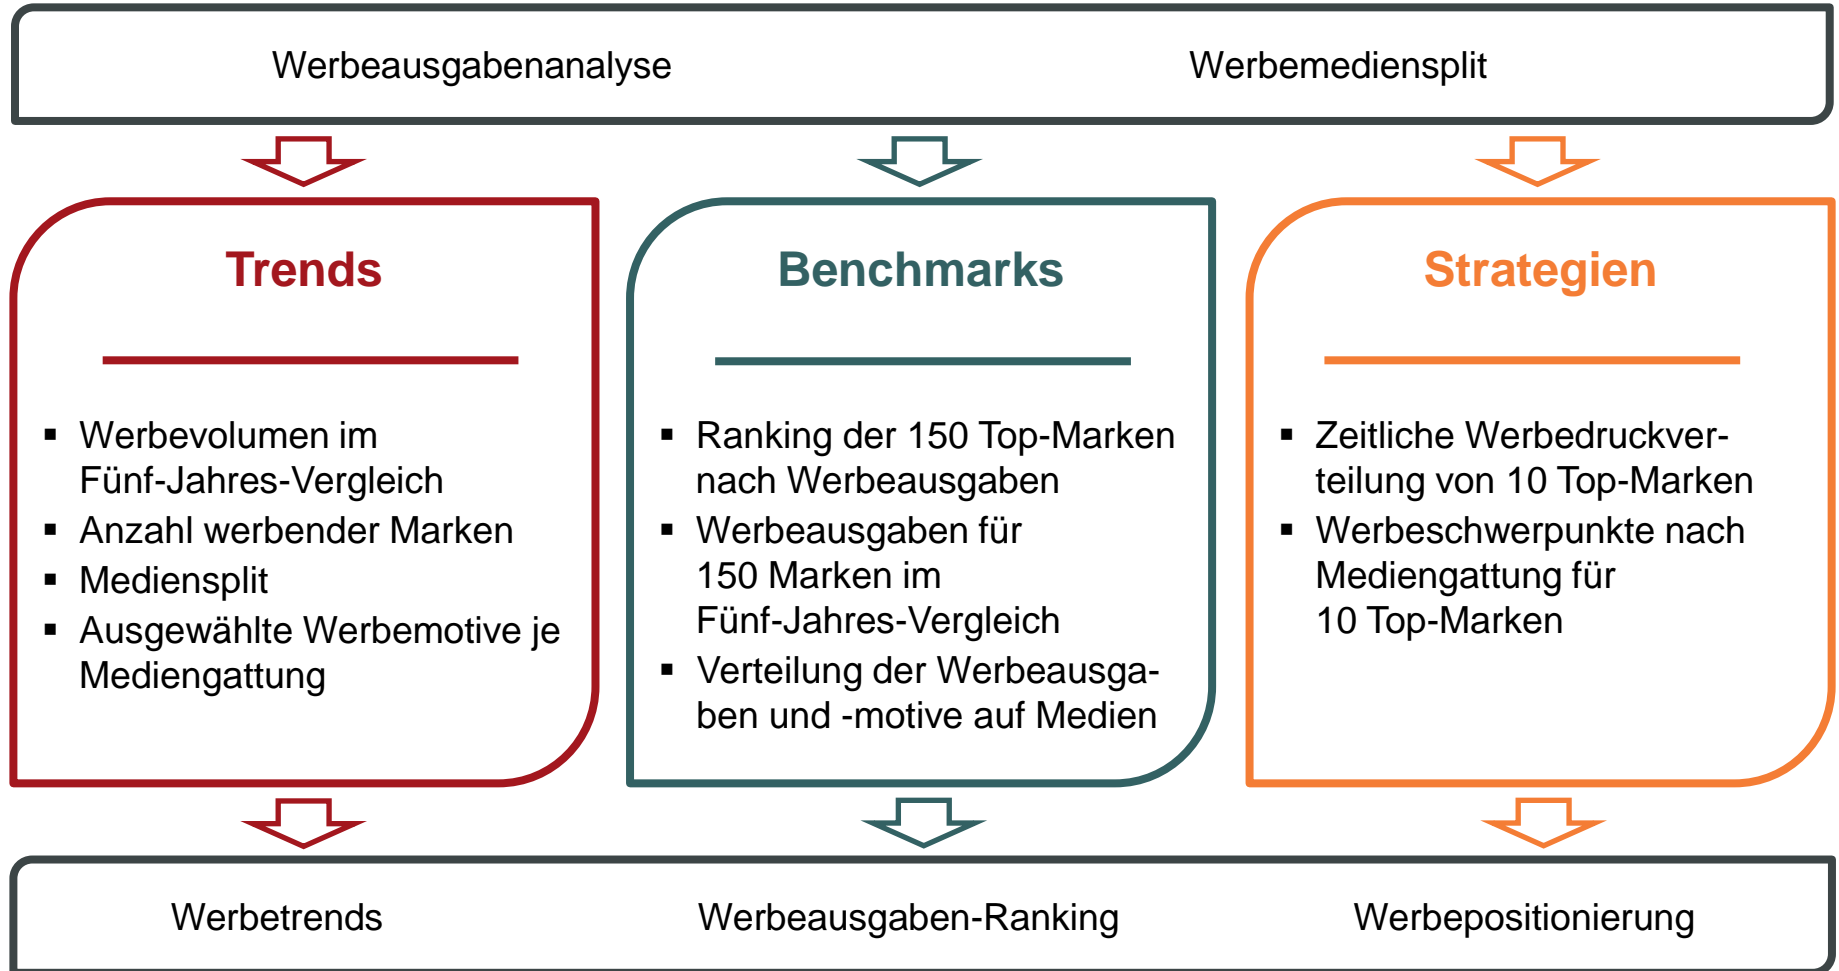 Werbeausgabenanalyse
Werbemediensplit
Trends
▪ Werbevolumen im
Fünf-Jahres-Vergleich
▪ Anzahl werbender Marken
▪ Mediensplit
▪ Ausgewählte Werbemotive je
Mediengattung
Benchmarks
▪ Ranking der 150 Top-Marken
nach Werbeausgaben
▪ Werbeausgaben für
150 Marken im
Fünf-Jahres-Vergleich
▪ Verteilung der Werbeausga-
ben und -motive auf Medien
Strategien
▪ Zeitliche Werbedruckver-
teilung von 10 Top-Marken
▪ Werbeschwerpunkte nach
Mediengattung für
10 Top-Marken
Werbetrends
Werbeausgaben-Ranking
Werbepositionierung